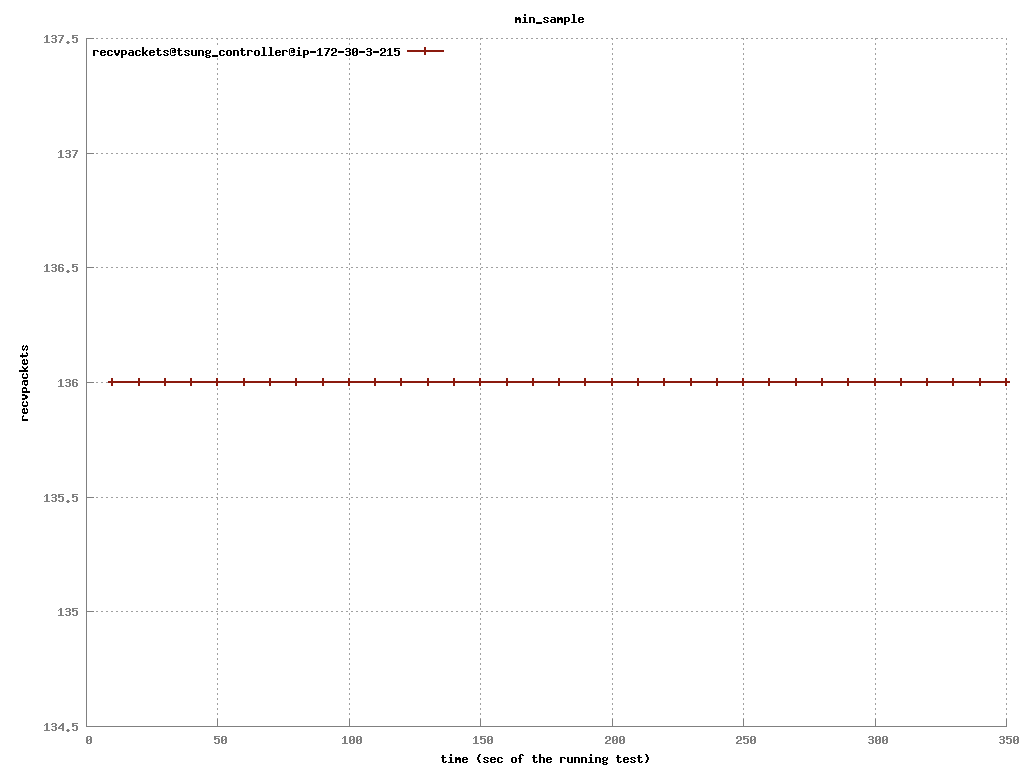 min_sample
137.5
recvpackets@tsung_controller@ip-172-30-3-215
137
136.5
recvpackets
136
135.5
135
134.5
0 50 100 150 200 250 300 350
time (sec of the running test)